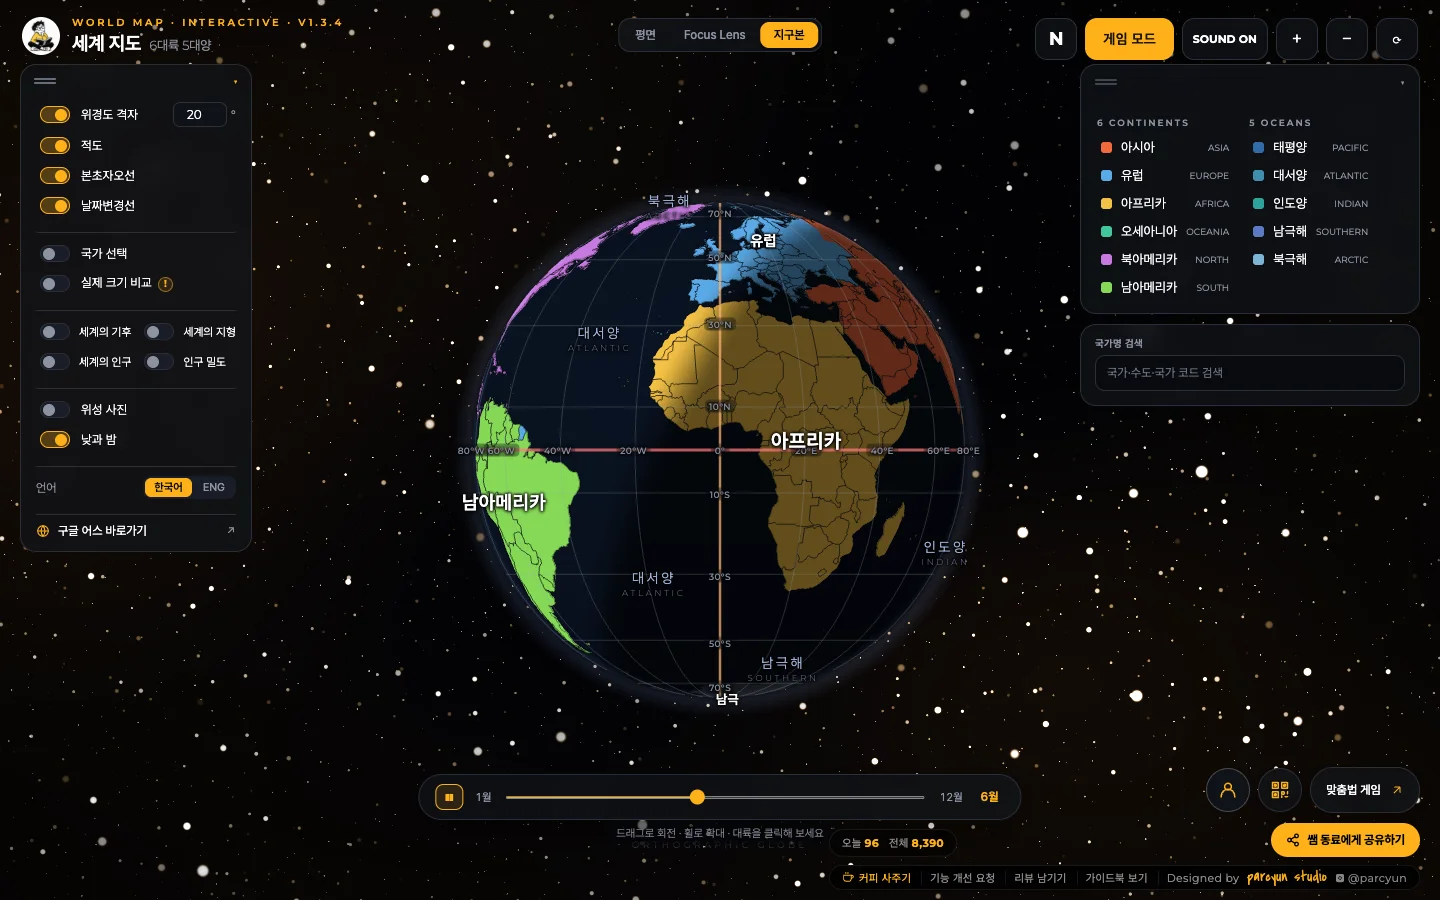 WORLD MAP · INTERACTIVE · V1.3.4
세계 지도 6대륙 5대양
평면 Focus Lens 지구본
N 게임 모드 SOUND ON + − ⟳
위경도 격자 20 °
적도
본초자오선
날짜변경선
국가 선택
실제 크기 비교 !
세계의 기후 세계의 지형
세계의 인구 인구 밀도
위성 사진
낮과 밤
언어 한국어 ENG
구글 어스 바로가기 ↗
북극해
70°N
유럽
50°N
대서양
ATLANTIC
30°N
10°N
아프리카
80°W 60°W 40°W 20°W 0° 20°E 40°E 60°E 80°E
남아메리카
10°S
인도양
INDIAN
대서양
ATLANTIC
30°S
50°S
남극해
SOUTHERN
70°S
남극
6 CONTINENTS 5 OCEANS
아시아 ASIA 태평양 PACIFIC
유럽 EUROPE 대서양 ATLANTIC
아프리카 AFRICA 인도양 INDIAN
오세아니아 OCEANIA 남극해 SOUTHERN
북아메리카 NORTH 북극해 ARCTIC
남아메리카 SOUTH
국가명 검색
국가·수도·국가 코드 검색
1월 12월 6월
드래그로 회전 · 휠로 확대 · 대륙을 클릭해 보세요
ORTHOGRAPHIC GLOBE
오늘 96 전체 8,390
맞춤법 게임 ↗
쌤 동료에게 공유하기
커피 사주기 기능 개선 요청 리뷰 남기기 가이드북 보기 Designed by parcyun studio @parcyun